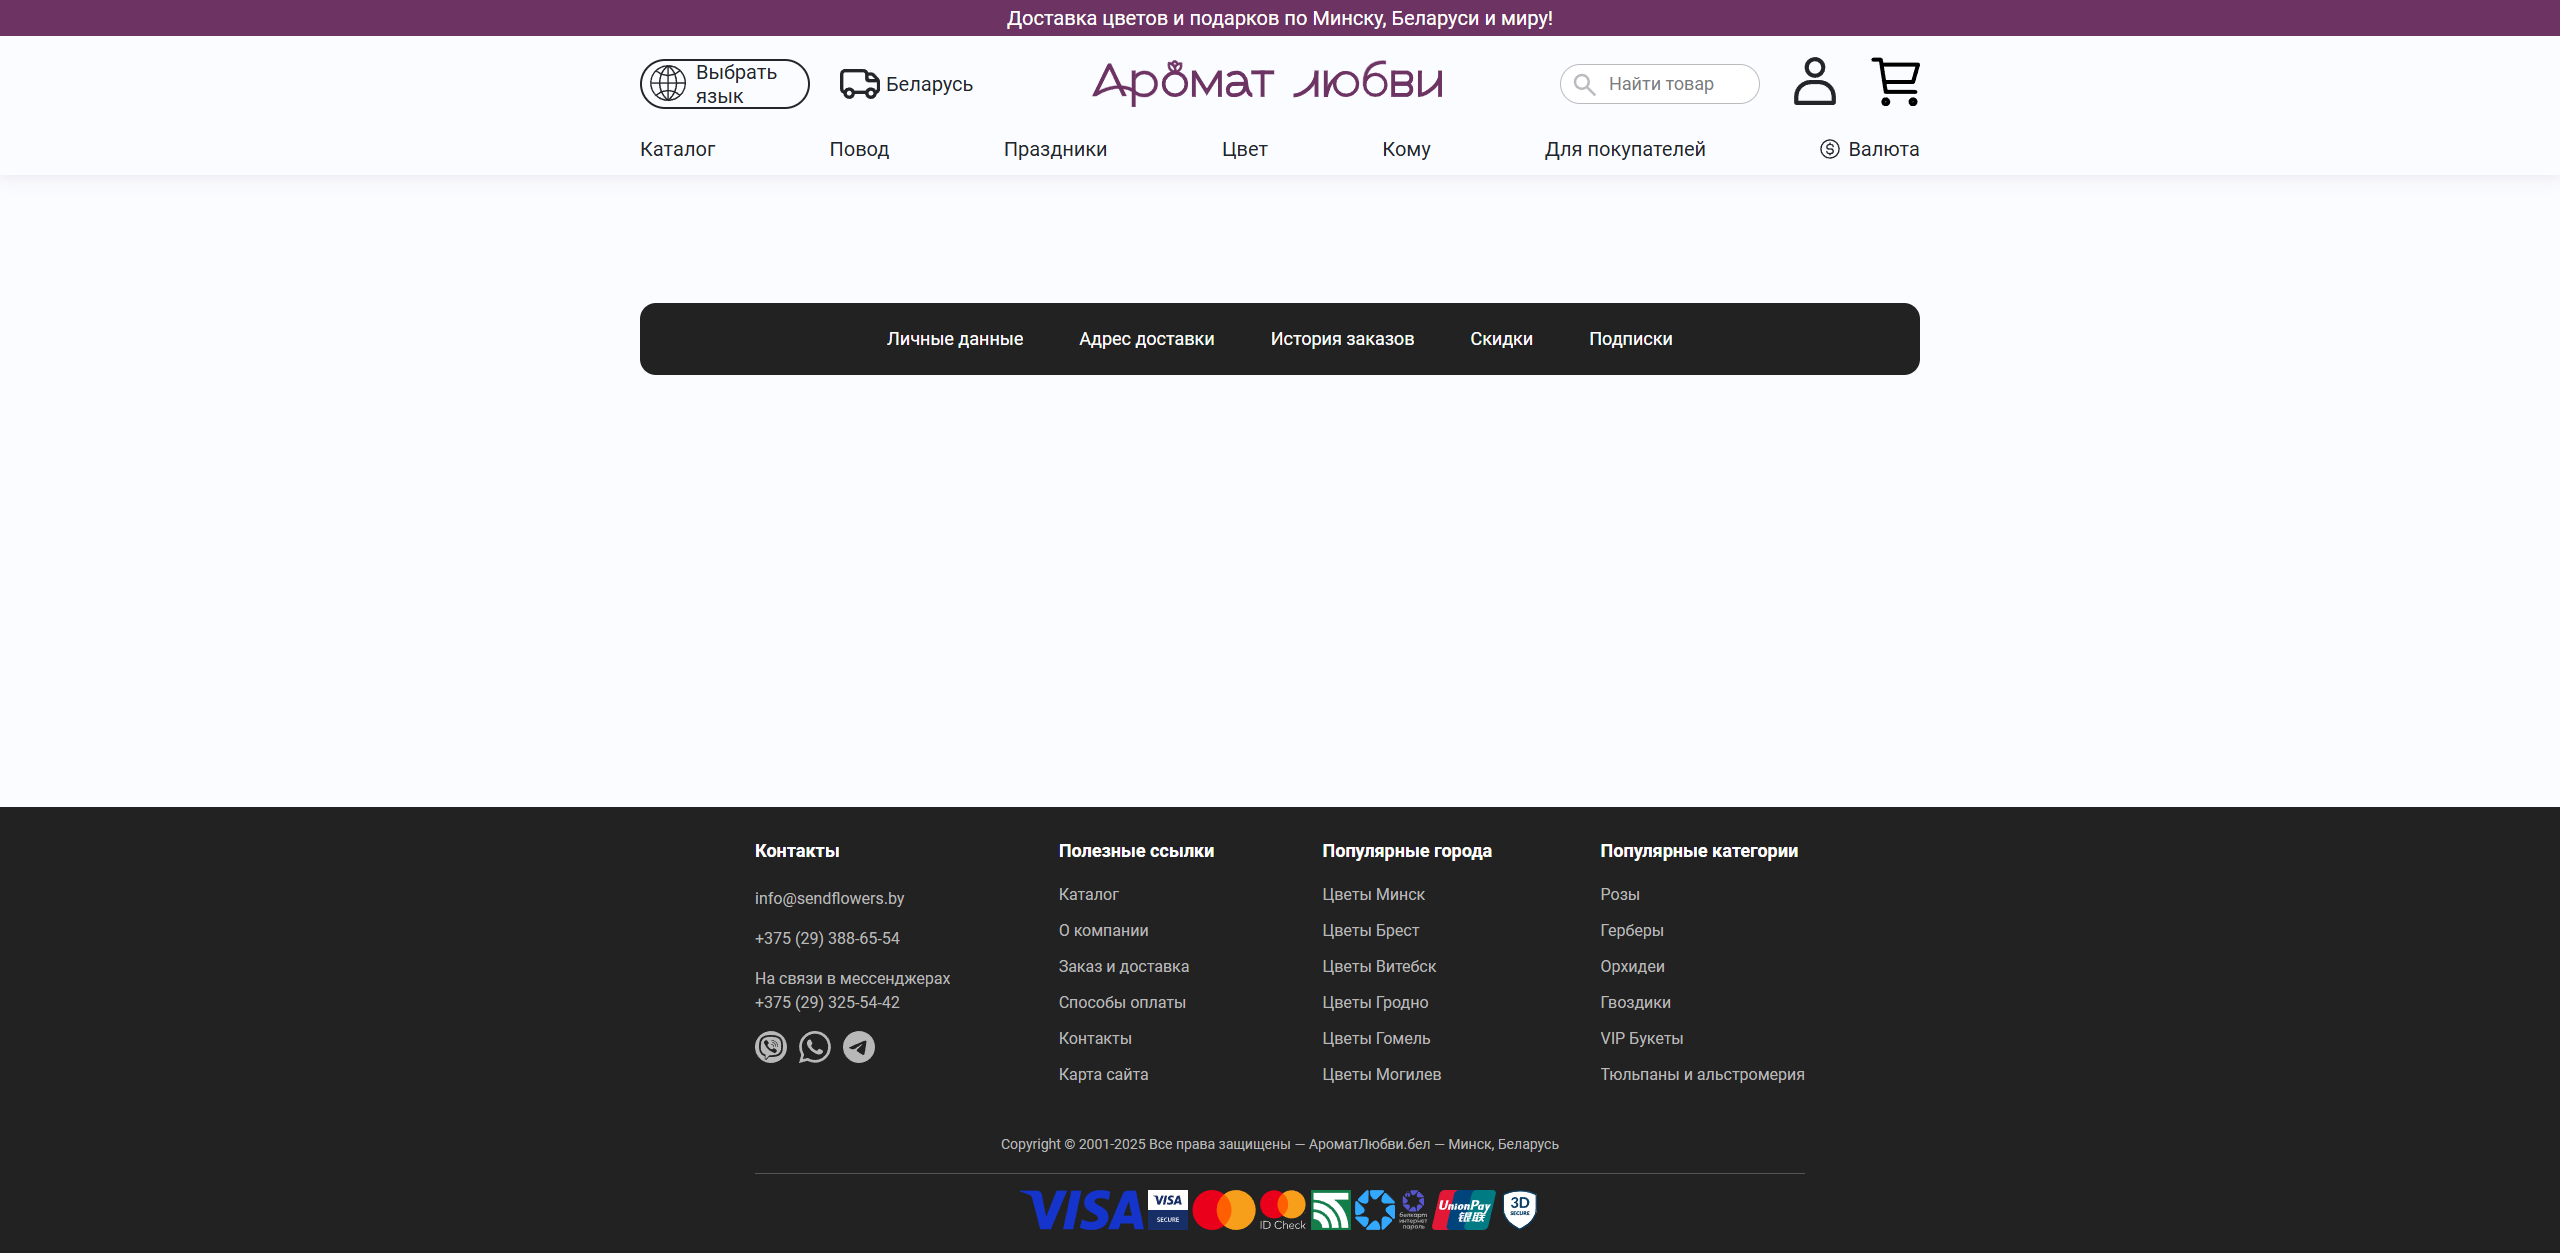 Доставка цветов и подарков по Минску, Беларуси и миру!
Выбрать
язык
Беларусь
Аромат любви
Найти товар
Каталог
Повод
Праздники
Цвет
Кому
Для покупателей
Валюта
Личные данные
Адрес доставки
История заказов
Скидки
Подписки
Контакты
info@sendflowers.by
+375 (29) 388-65-54
На связи в мессенджерах
+375 (29) 325-54-42
Полезные ссылки
Каталог
О компании
Заказ и доставка
Способы оплаты
Контакты
Карта сайта
Популярные города
Цветы Минск
Цветы Брест
Цветы Витебск
Цветы Гродно
Цветы Гомель
Цветы Могилев
Популярные категории
Розы
Герберы
Орхидеи
Гвоздики
VIP Букеты
Тюльпаны и альстромерия
Copyright © 2001-2025 Все права защищены — АроматЛюбви.бел — Минск, Беларусь
VISA
VISA
SECURE
ID Check
белкарт
интернет
пароль
UnionPay
银联
3D
SECURE